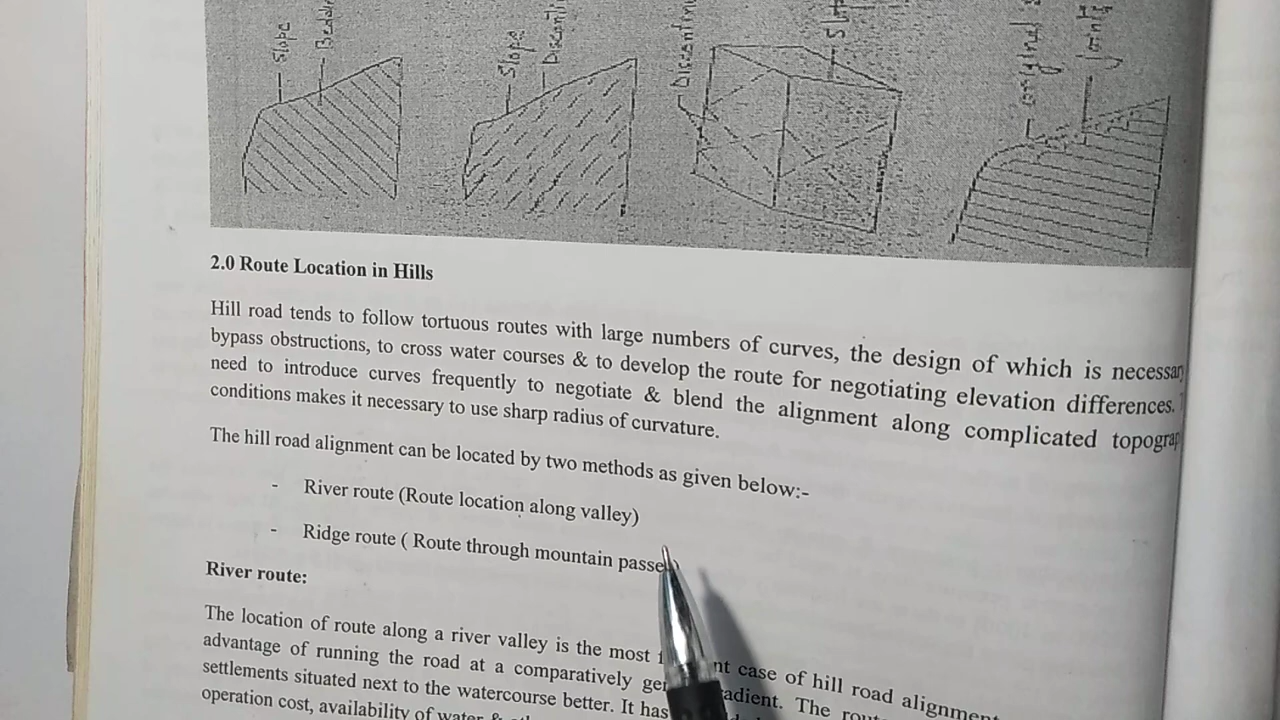 Slope
Slope
2.0 Route Location in Hills
Hill road tends to follow tortuous routes with large numbers of curves, the design of which is necessary
bypass obstructions, to cross water courses & to develop the route for negotiating elevation differences.
need to introduce curves frequently to negotiate & blend the alignment along complicated topograp
conditions makes it necessary to use sharp radius of curvature.
The hill road alignment can be located by two methods as given below:-
- River route (Route location along valley)
- Ridge route ( Route through mountain passe
River route:
The location of route along a river valley is the most nt case of hill road alignment
advantage of running the road at a comparatively ge adient. The rout
settlements situated next to the watercourse better. It has
operation cost, availability of water &